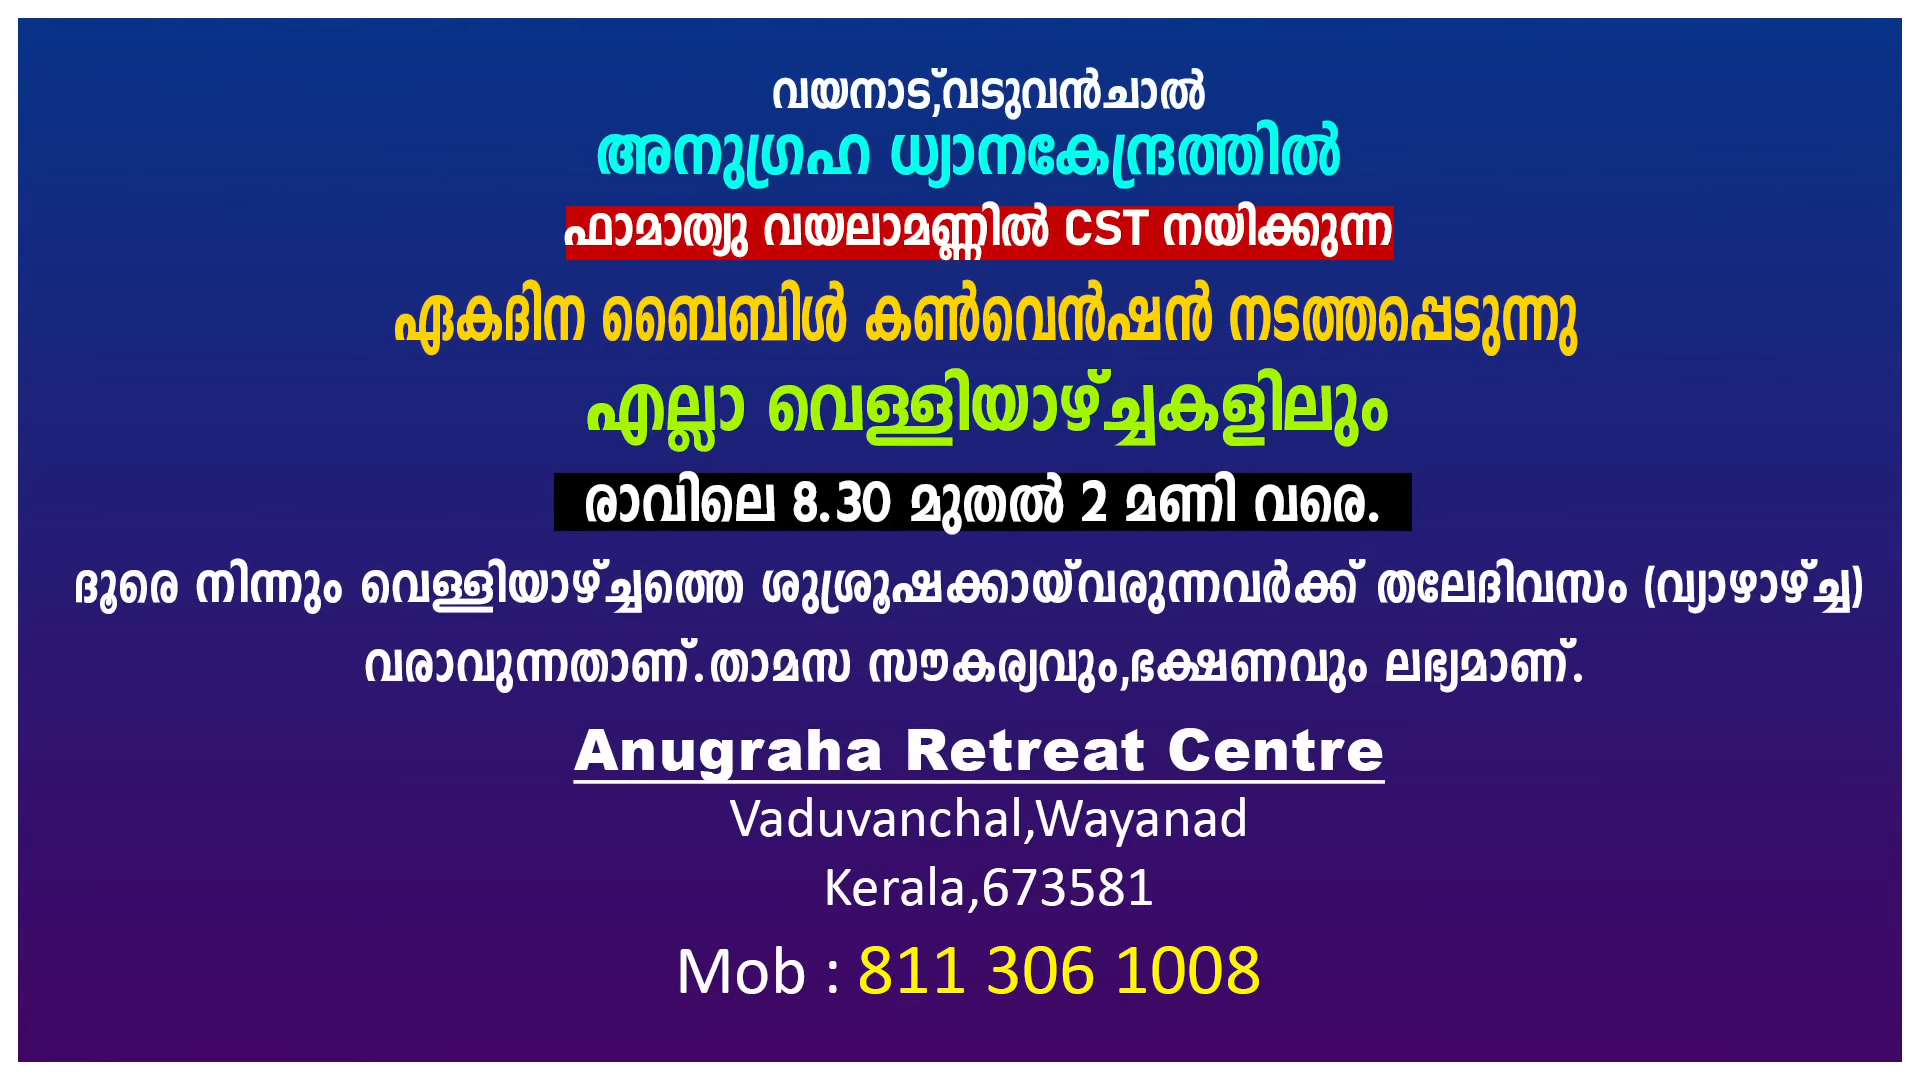 വയനാട്,വടുവൻചാൽ
അനുഗ്രഹ ധ്യാനകേന്ദ്രത്തിൽ
ഫാമാത്യു വയലാമണ്ണിൽ CST നയിക്കുന്ന
ഏകദിന ബൈബിൾ കൺവെൻഷൻ നടത്തപ്പെടുന്നു
എല്ലാ വെള്ളിയാഴ്ച്ചകളിലും
രാവിലെ 8.30 മുതൽ 2 മണി വരെ.
ദൂരെ നിന്നും വെള്ളിയാഴ്ച്ചത്തെ ശുശ്രൂഷക്കായ്വരുന്നവർക്ക് തലേദിവസം (വ്യാഴാഴ്ച്ച)
വരാവുന്നതാണ്.താമസ സൗകര്യവും,ഭക്ഷണവും ലഭ്യമാണ്.
Anugraha Retreat Centre
Vaduvanchal,Wayanad
Kerala,673581
Mob : 811 306 1008